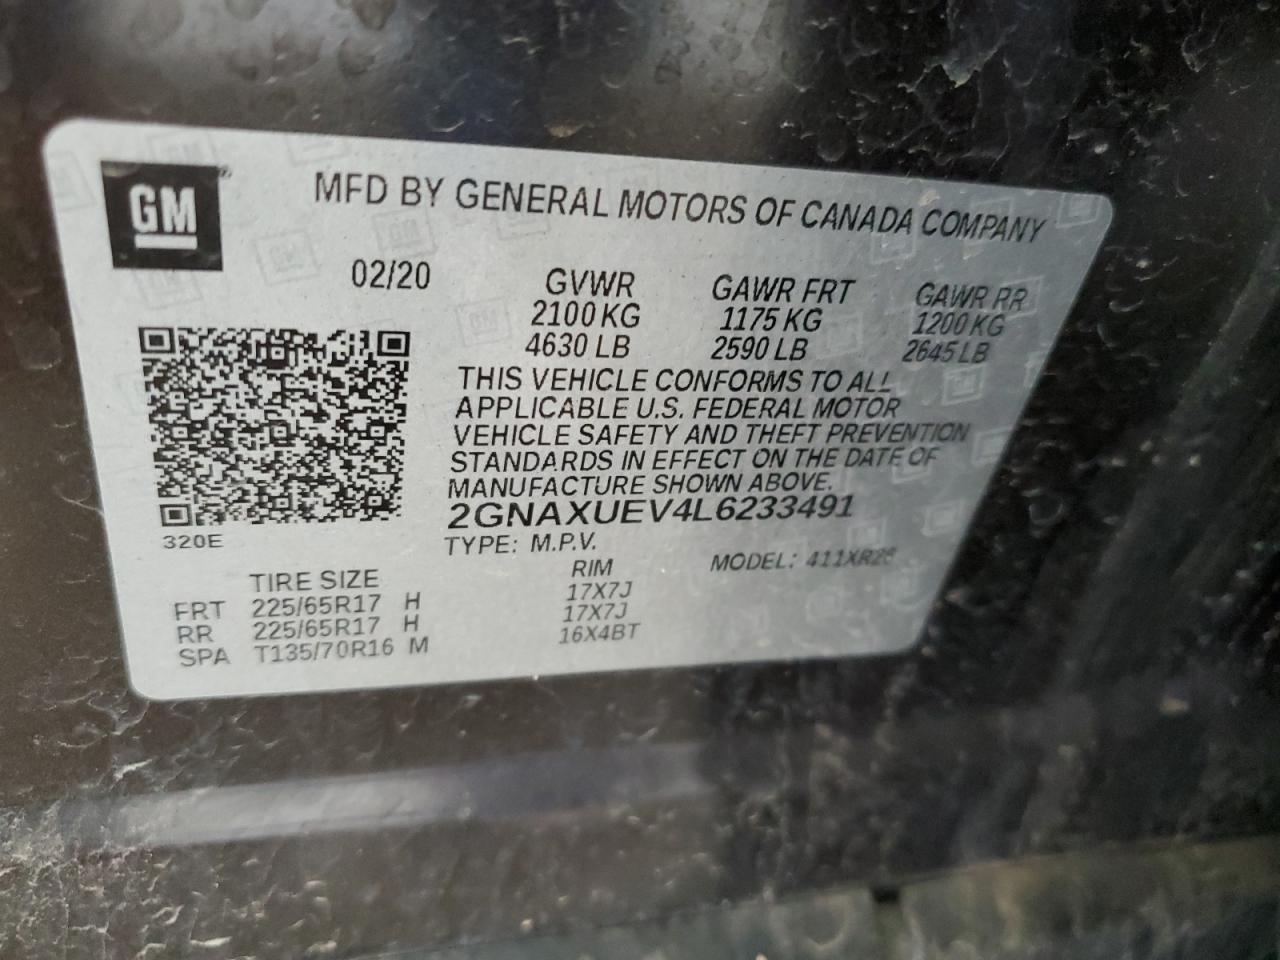 GM
MFD BY GENERAL MOTORS OF CANADA COMPANY
02/20 GVWR GAWR FRT GAWR RR
2100 KG 1175 KG 1200 KG
4630 LB 2590 LB 2645 LB
THIS VEHICLE CONFORMS TO ALL
APPLICABLE U.S. FEDERAL MOTOR
VEHICLE SAFETY AND THEFT PREVENTION
STANDARDS IN EFFECT ON THE DATE OF
MANUFACTURE SHOWN ABOVE.
2GNAXUEV4L6233491
320E
TYPE: M.P.V. MODEL: 411XR26
TIRE SIZE RIM
FRT 225/65R17 H 17X7J
RR 225/65R17 H 17X7J
SPA T135/70R16 M 16X4BT